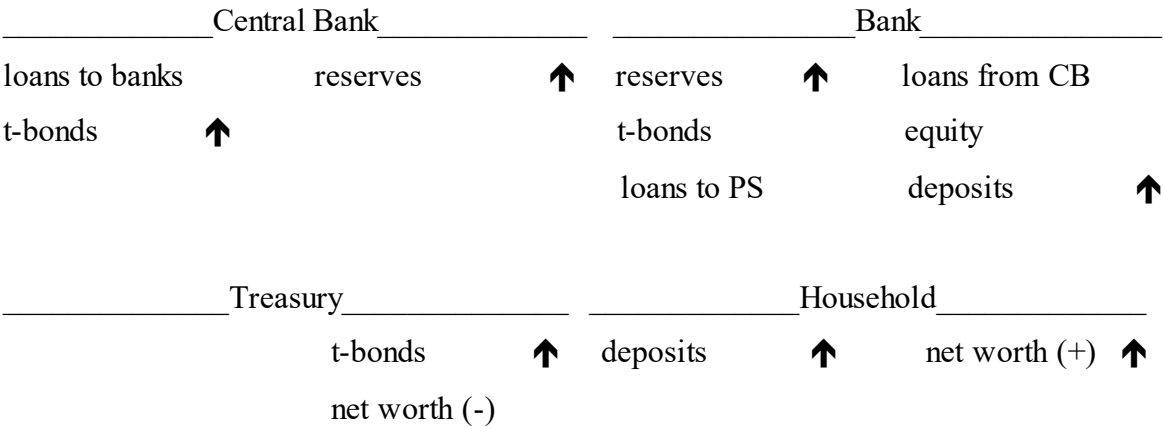 Central Bank Bank
loans to banks reserves 🡹 reserves 🡹 loans from CB
t-bonds 🡹 t-bonds equity
loans to PS deposits 🡹
Treasury Household
t-bonds 🡹 deposits 🡹 net worth (+) 🡹
net worth (-)